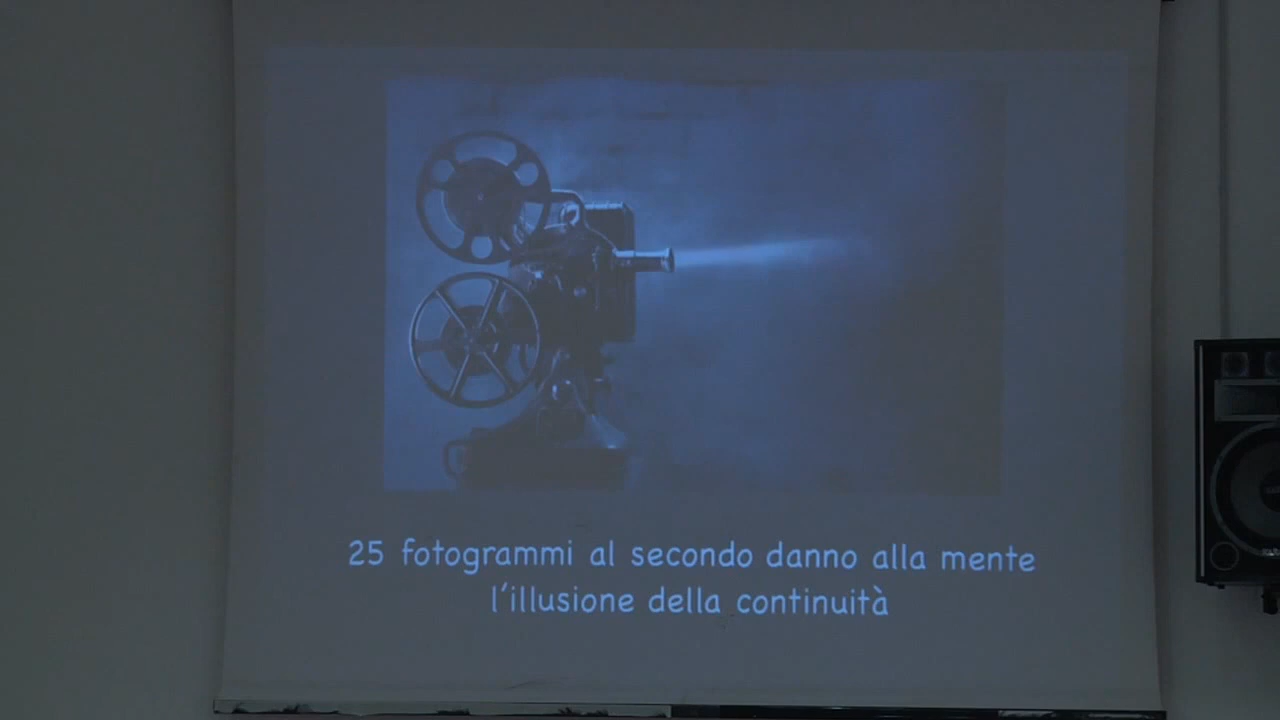 25 fotogrammi al secondo danno alla mente
l'illusione della continuità